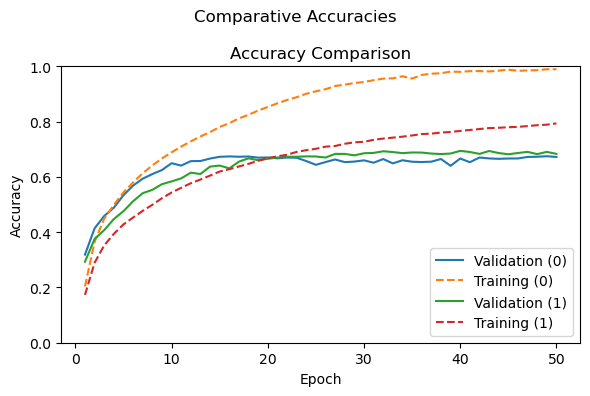 Comparative Accuracies
Accuracy Comparison
Accuracy
1.0
0.8
0.6
0.4
0.2
0.0
Validation (0)
Training (0)
Validation (1)
Training (1)
0 10 20 30 40 50
Epoch